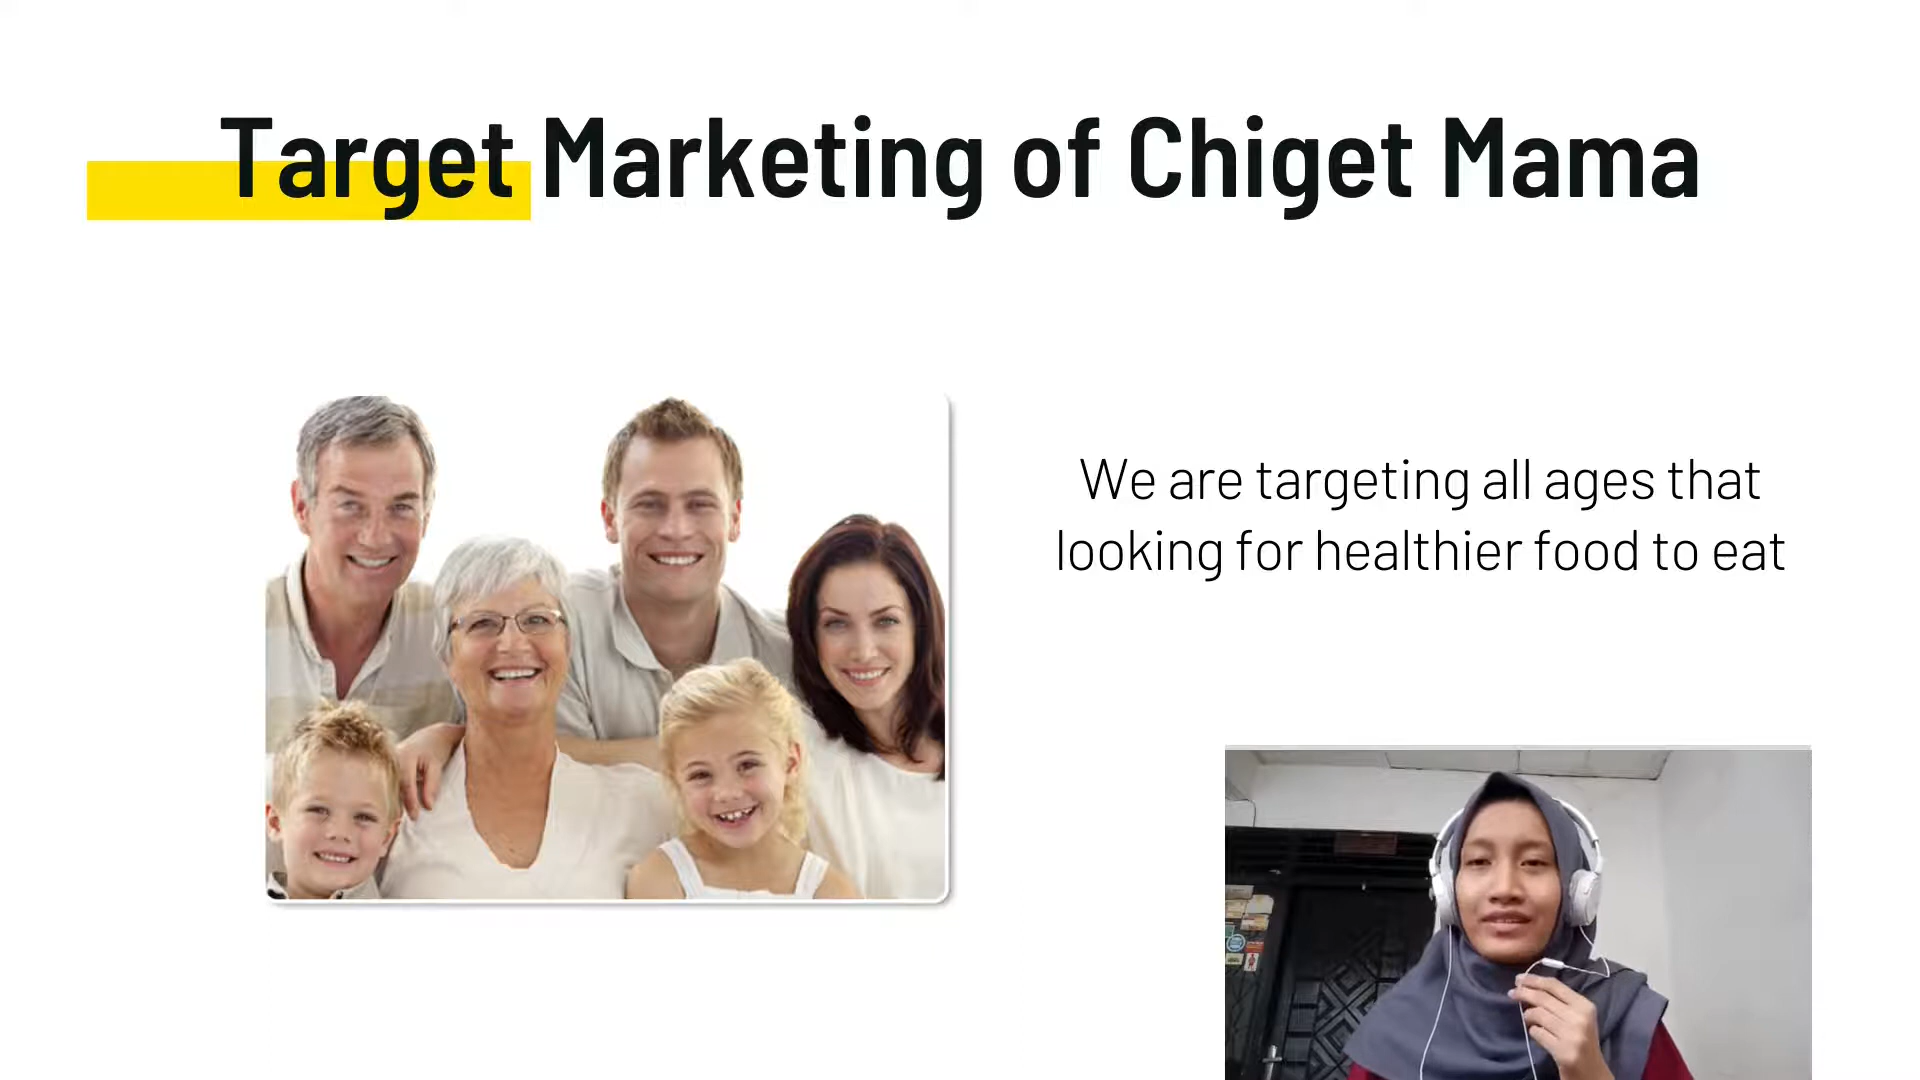 Target Marketing of Chiget Mama
We are targeting all ages that
looking for healthier food to eat